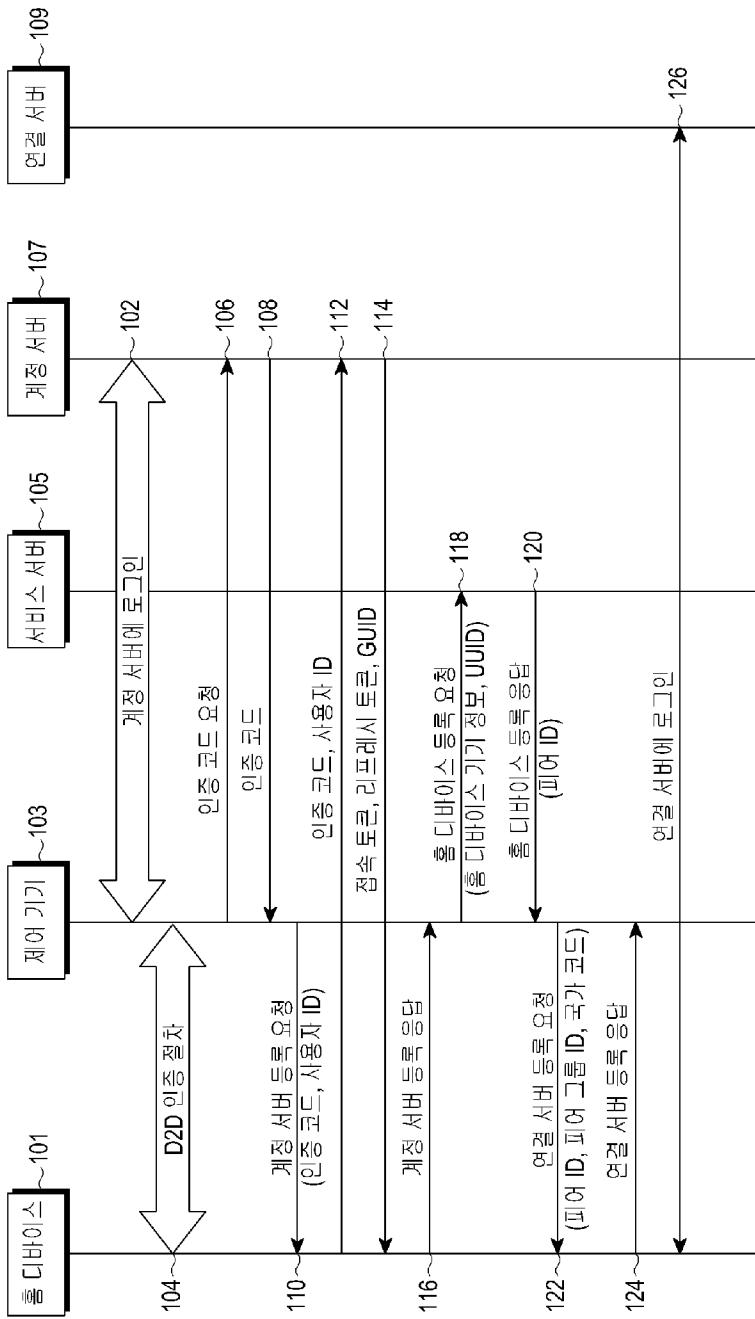 홈 디바이스
101
제어 기기
103
서비스 서버
105
계정 서버
107
연결 서버
109
계정 서버에 로그인
102
D2D 인증 절차
104
인증 코드 요청
106
인증 코드
108
계정 서버 등록 요청
(인증 코드, 사용자 ID)
110
인증 코드, 사용자 ID
112
접속 토큰, 리프레시 토큰, GUID
114
계정 서버 등록 응답
116
홈 디바이스 등록 요청
(홈 디바이스 기기 정보, UUID)
118
홈 디바이스 등록 응답
(피어 ID)
120
연결 서버 등록 요청
(피어 ID, 피어 그룹 ID, 국가 코드)
122
연결 서버 등록 응답
124
연결 서버에 로그인
126